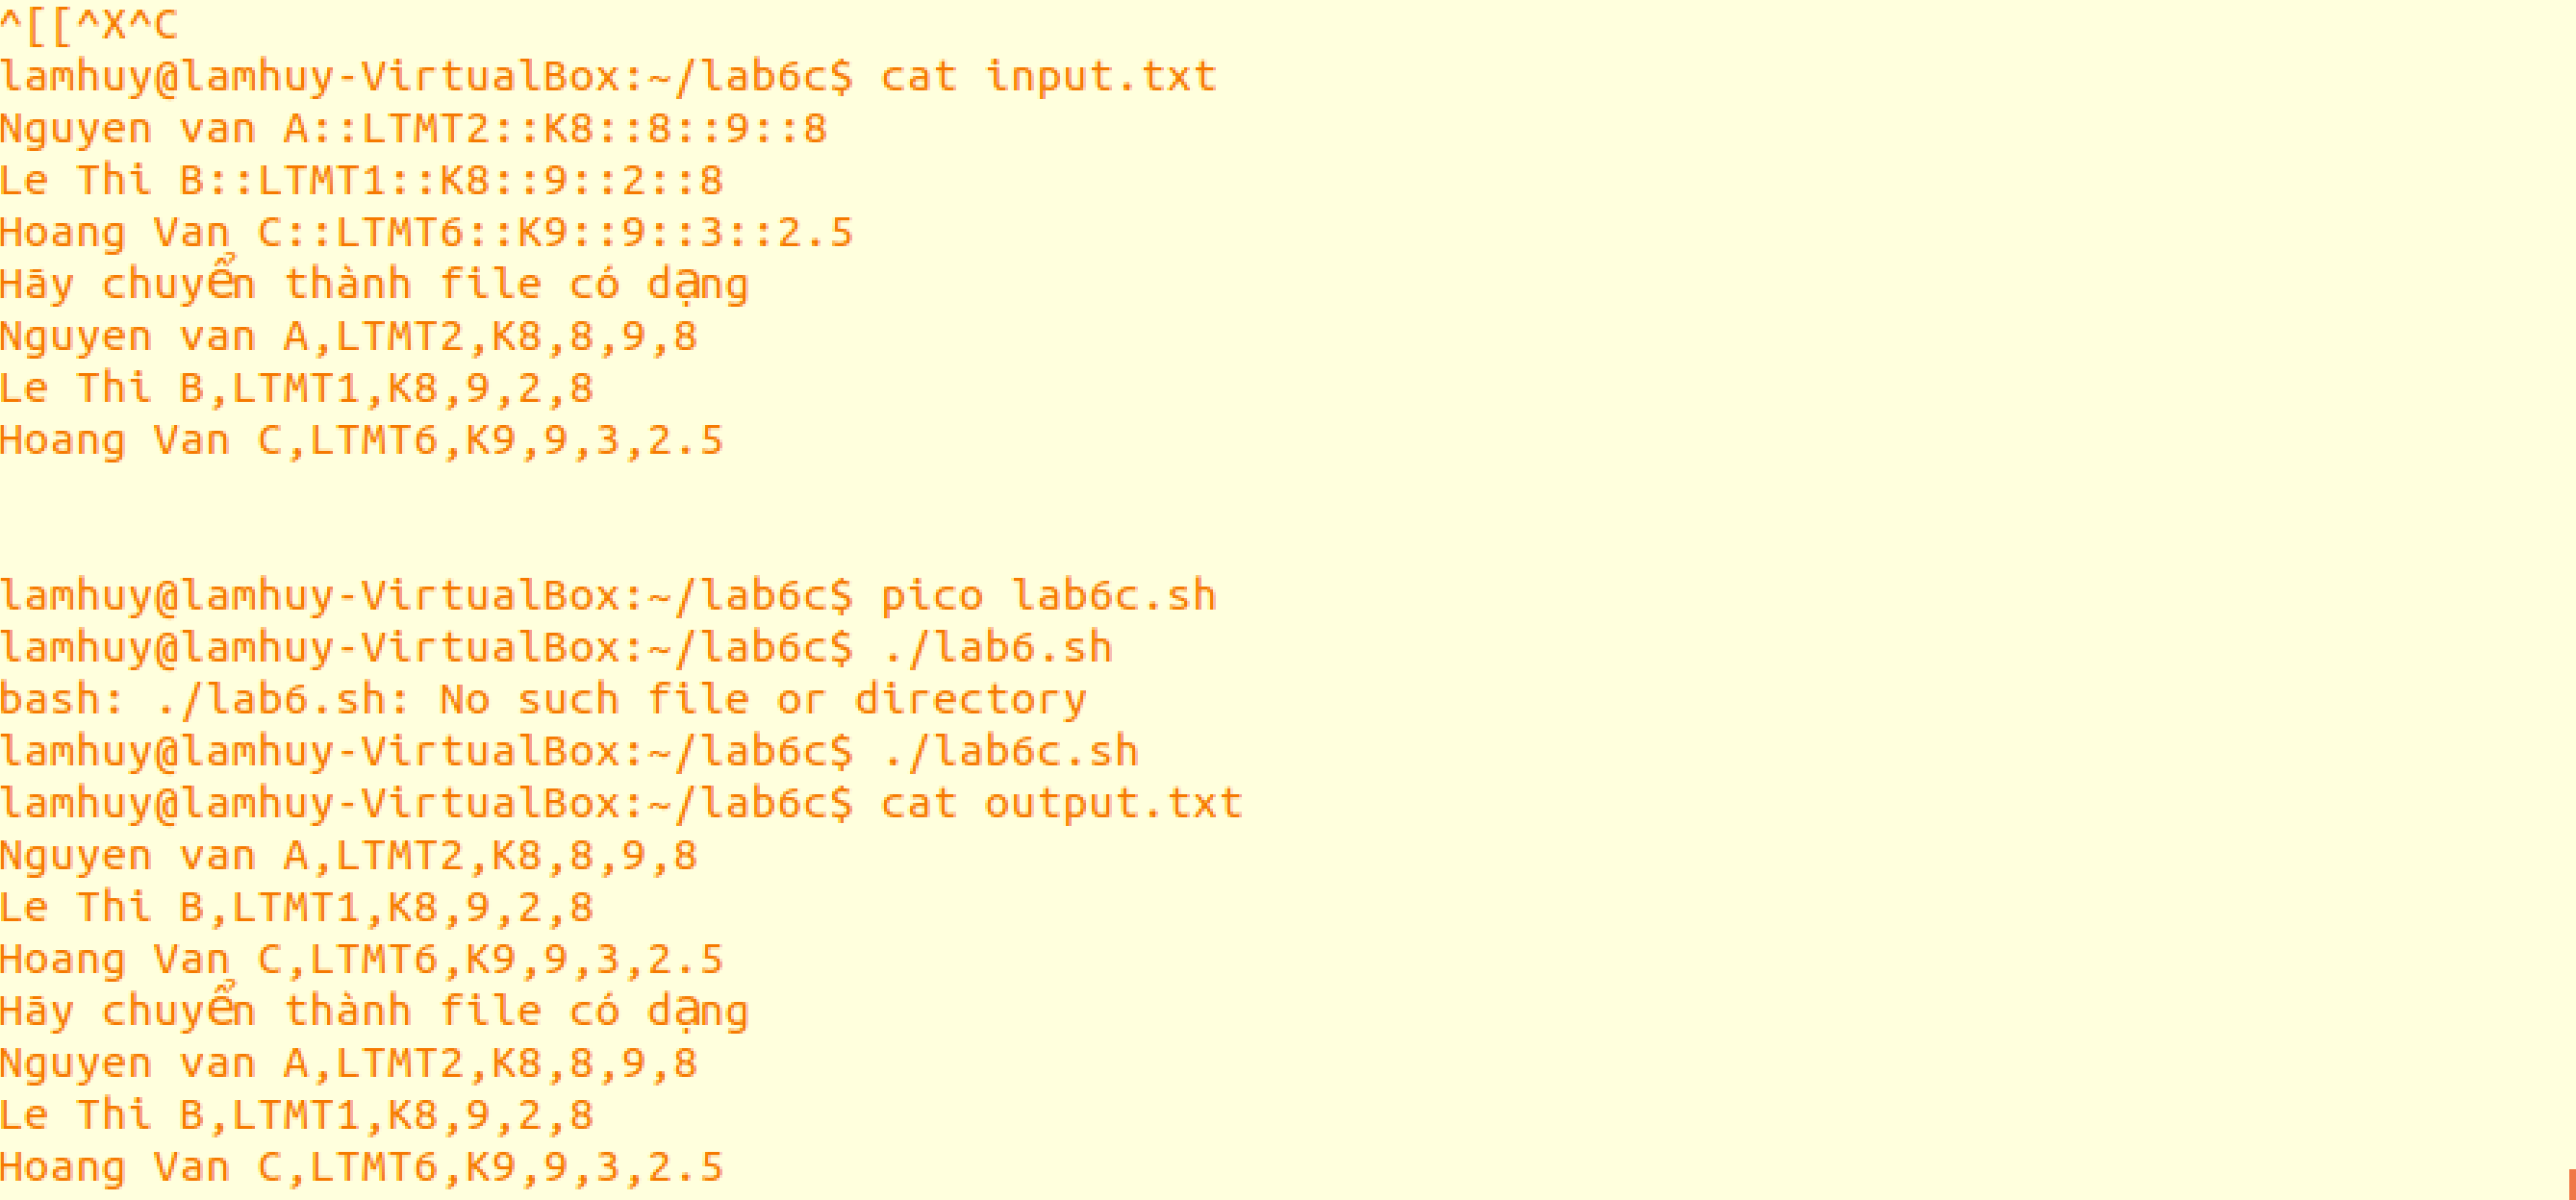 ^[[^X^C
lamhuy@lamhuy-VirtualBox:~/lab6c$ cat input.txt
Nguyen van A::LTMT2::K8::8::9::8
Le Thi B::LTMT1::K8::9::2::8
Hoang Van C::LTMT6::K9::9::3::2.5
Hãy chuyển thành file có dạng
Nguyen van A,LTMT2,K8,8,9,8
Le Thi B,LTMT1,K8,9,2,8
Hoang Van C,LTMT6,K9,9,3,2.5
lamhuy@lamhuy-VirtualBox:~/lab6c$ pico lab6c.sh
lamhuy@lamhuy-VirtualBox:~/lab6c$ ./lab6.sh
bash: ./lab6.sh: No such file or directory
lamhuy@lamhuy-VirtualBox:~/lab6c$ ./lab6c.sh
lamhuy@lamhuy-VirtualBox:~/lab6c$ cat output.txt
Nguyen van A,LTMT2,K8,8,9,8
Le Thi B,LTMT1,K8,9,2,8
Hoang Van C,LTMT6,K9,9,3,2.5
Hãy chuyển thành file có dạng
Nguyen van A,LTMT2,K8,8,9,8
Le Thi B,LTMT1,K8,9,2,8
Hoang Van C,LTMT6,K9,9,3,2.5